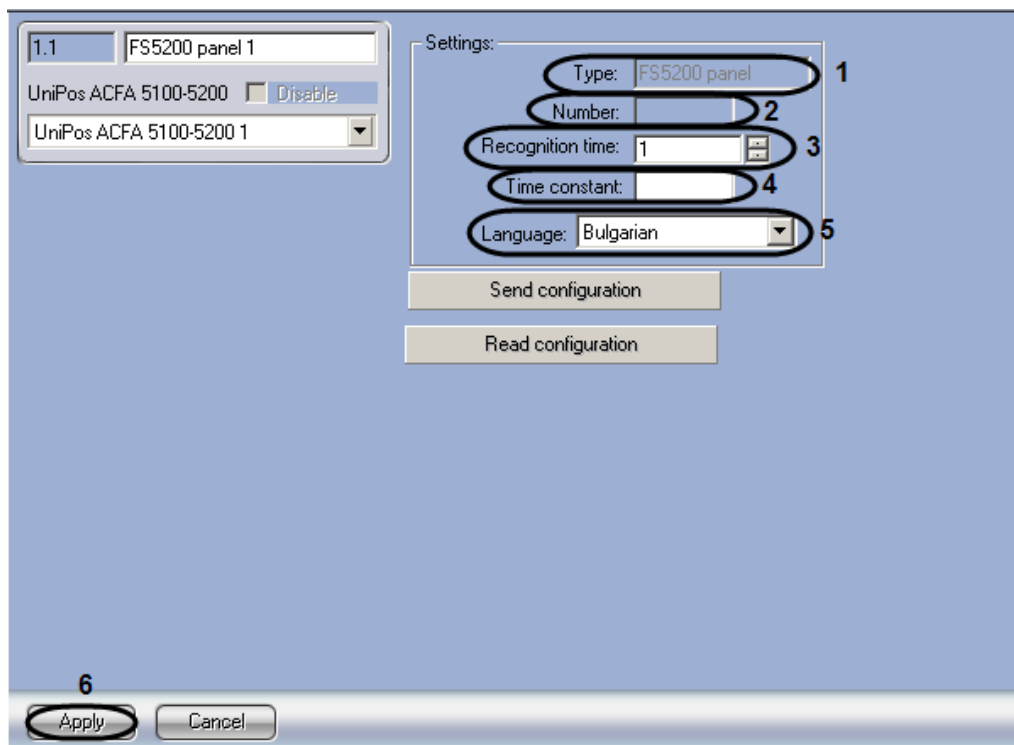 1.1 FS5200 panel 1
UniPos ACFA 5100-5200 Disable
UniPos ACFA 5100-5200 1
Settings:
Type: FS5200 panel 1
Number: 2
Recognition time: 1 3
Time constant: 4
Language: Bulgarian 5
Send configuration
Read configuration
6
Apply Cancel